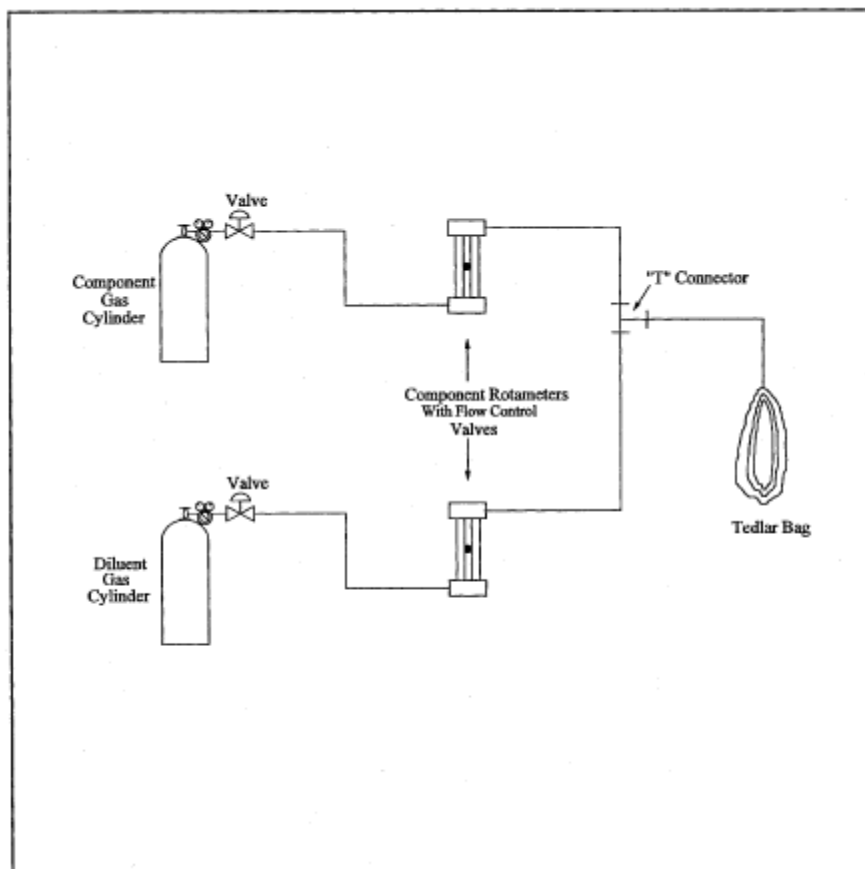 Valve
Component
Gas
Cylinder
"T" Connector
Component Rotameters
With Flow Control
Valves
Valve
Diluent
Gas
Cylinder
Tedlar Bag